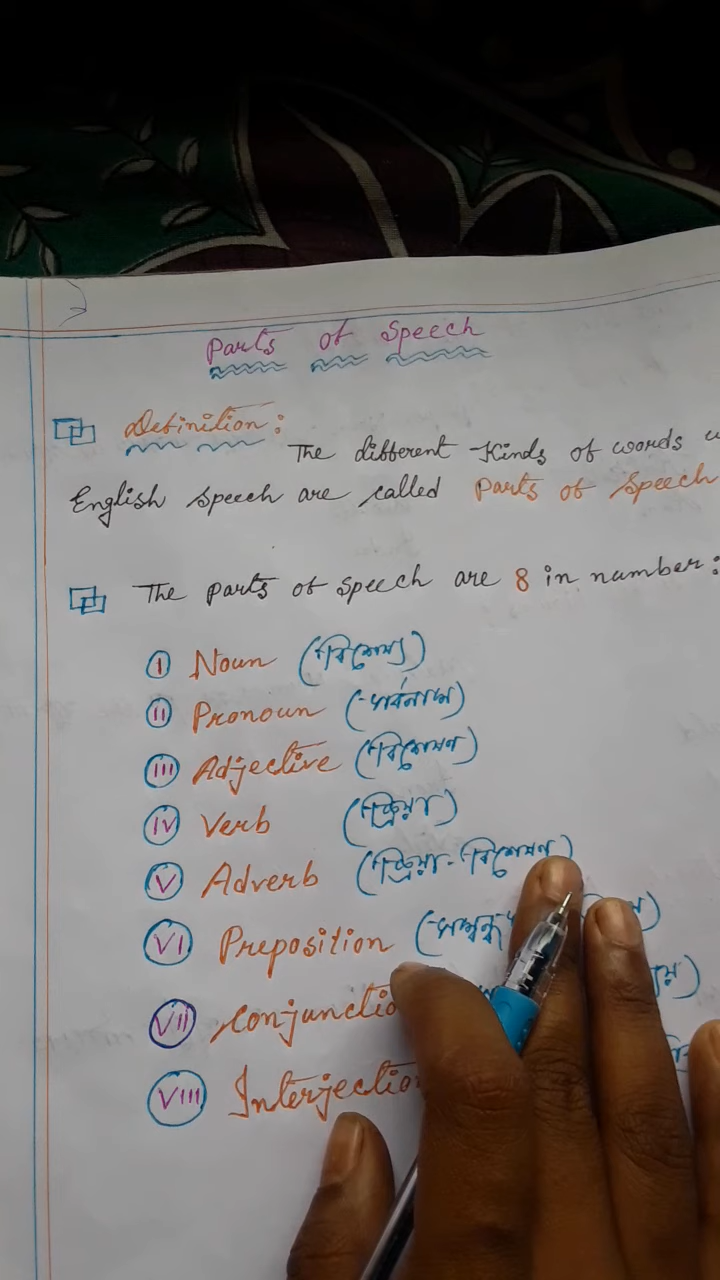 Parts of Speech
Definition:
The different kinds of words
English speech are called Parts of Speech
The parts of speech are 8 in number:
I Noun (বিশেষ্য)
II Pronoun (সর্বনাম)
III Adjective (বিশেষণ)
IV Verb (ক্রিয়া)
V Adverb (ক্রিয়া-বিশেষণ)
VI Preposition
VII Conjunctio
VIII Interjection